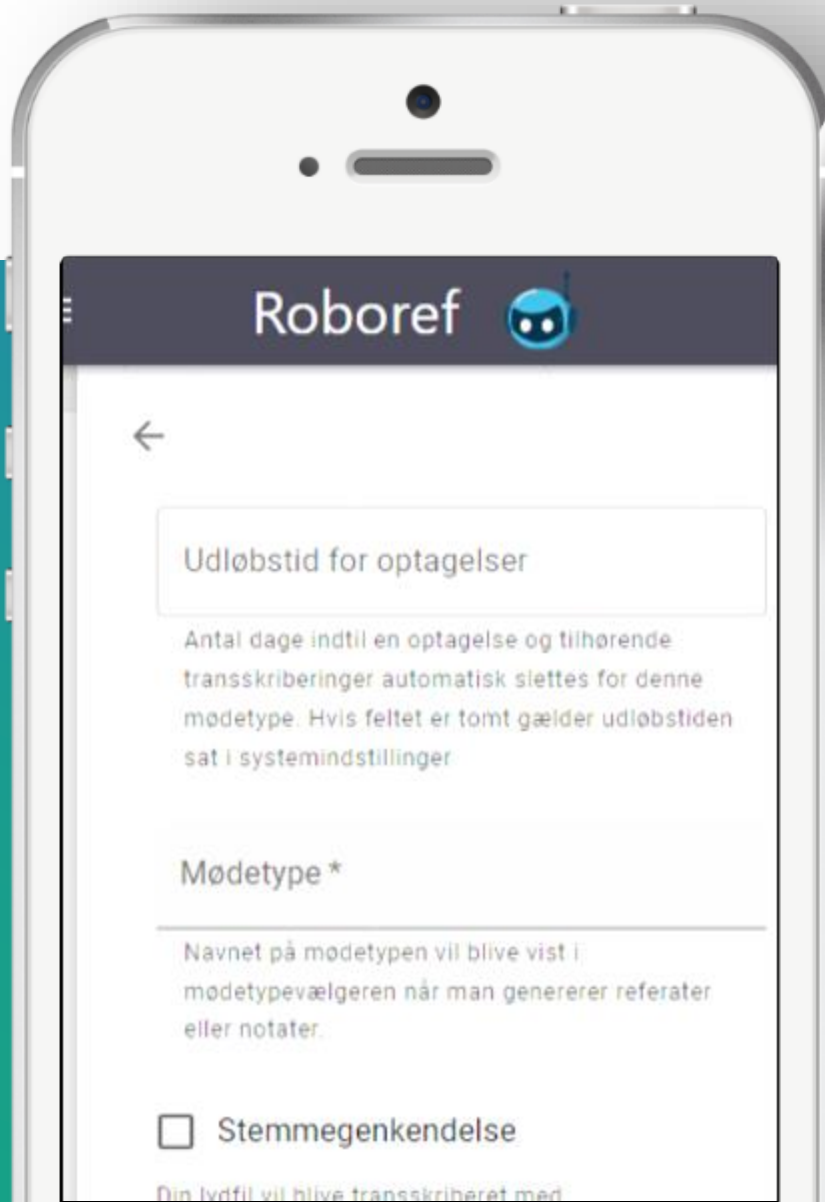 Roboref
Udløbstid for optagelser
Antal dage indtil en optagelse og tilhørende
transskriberinger automatisk slettes for denne
mødetype. Hvis feltet er tomt gælder udløbstiden
sat i systemindstillinger
Mødetype *
Navnet på mødetypen vil blive vist i
mødetypevælgeren når man genererer referater
eller notater.
Stemmegenkendelse
Din lydfil vil blive transskriberet med